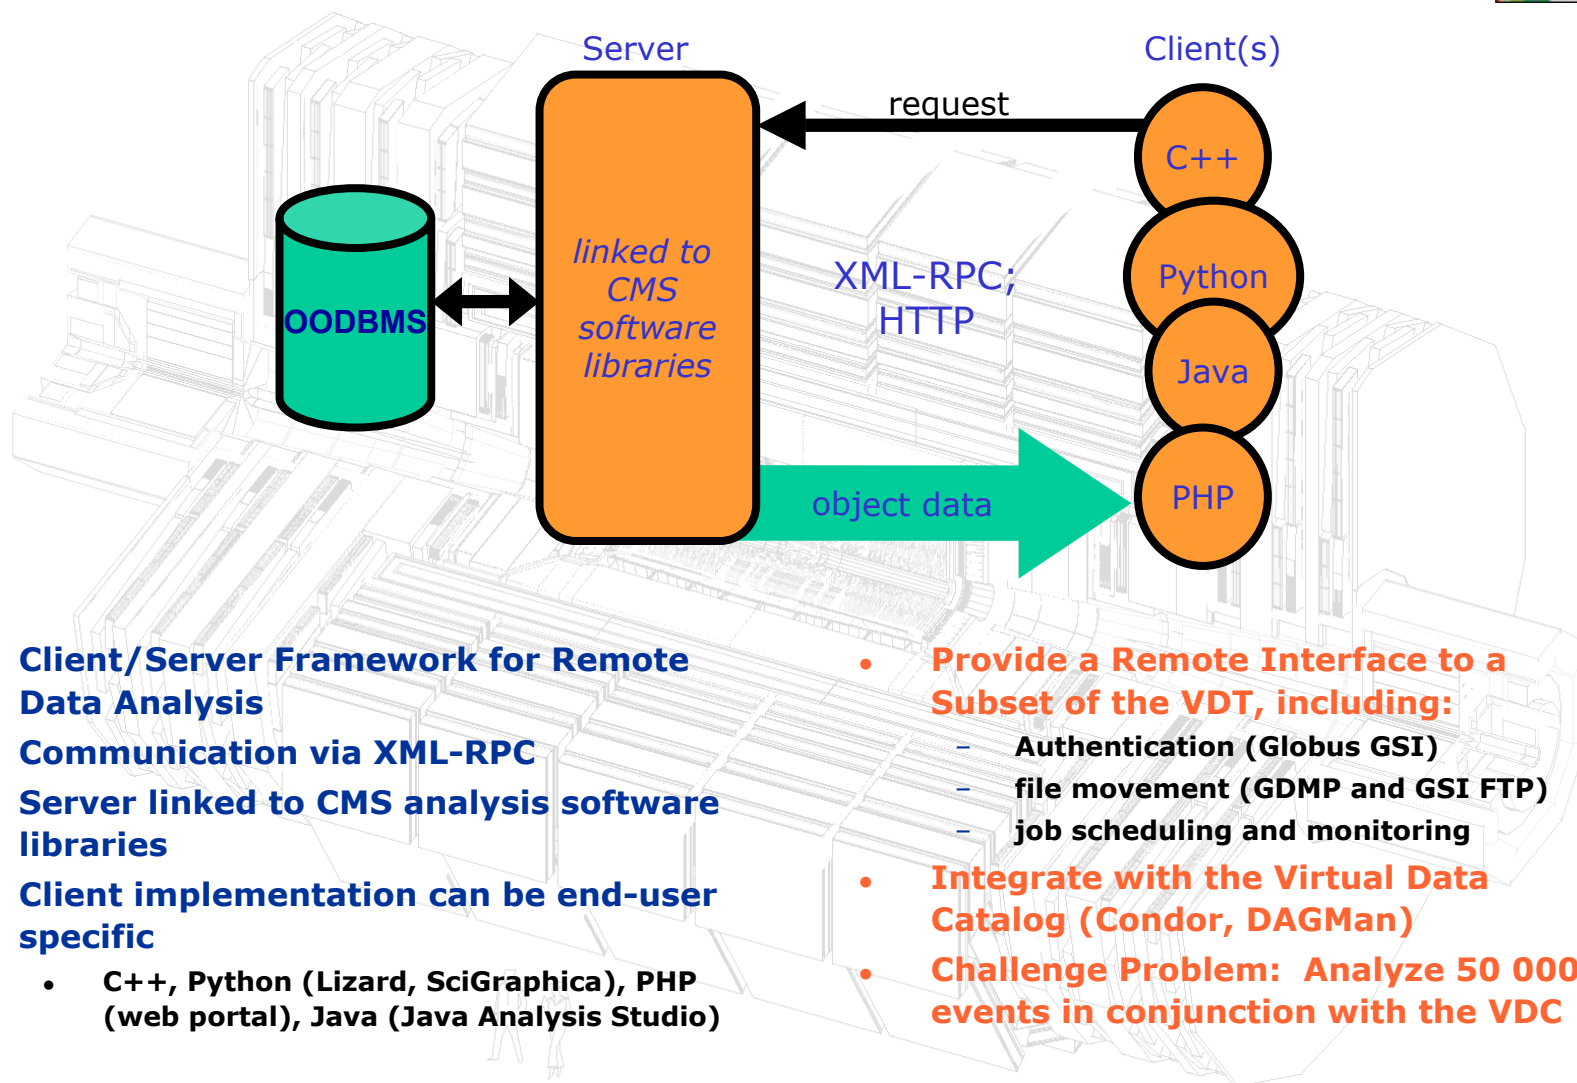 Server
Client(s)
request
C++
linked to
CMS
software
libraries
XML-RPC;
HTTP
Python
OODBMS
Java
object data
PHP
Client/Server Framework for Remote
Data Analysis
Communication via XML-RPC
Server linked to CMS analysis software
libraries
Client implementation can be end-user
specific
• C++, Python (Lizard, SciGraphica), PHP
(web portal), Java (Java Analysis Studio)
• Provide a Remote Interface to a
Subset of the VDT, including:
– Authentication (Globus GSI)
– file movement (GDMP and GSI FTP)
– job scheduling and monitoring
• Integrate with the Virtual Data
Catalog (Condor, DAGMan)
• Challenge Problem: Analyze 50 000
events in conjunction with the VDC